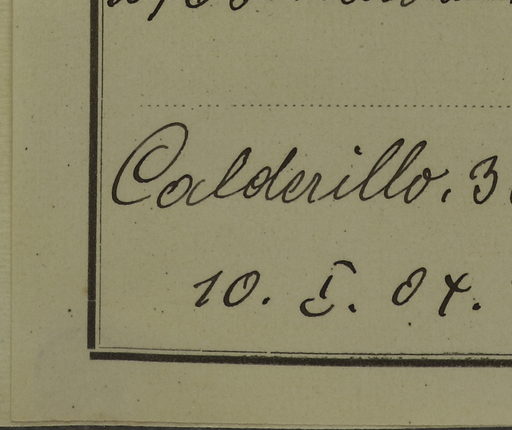 Calderillo, 3
10. I. 04.